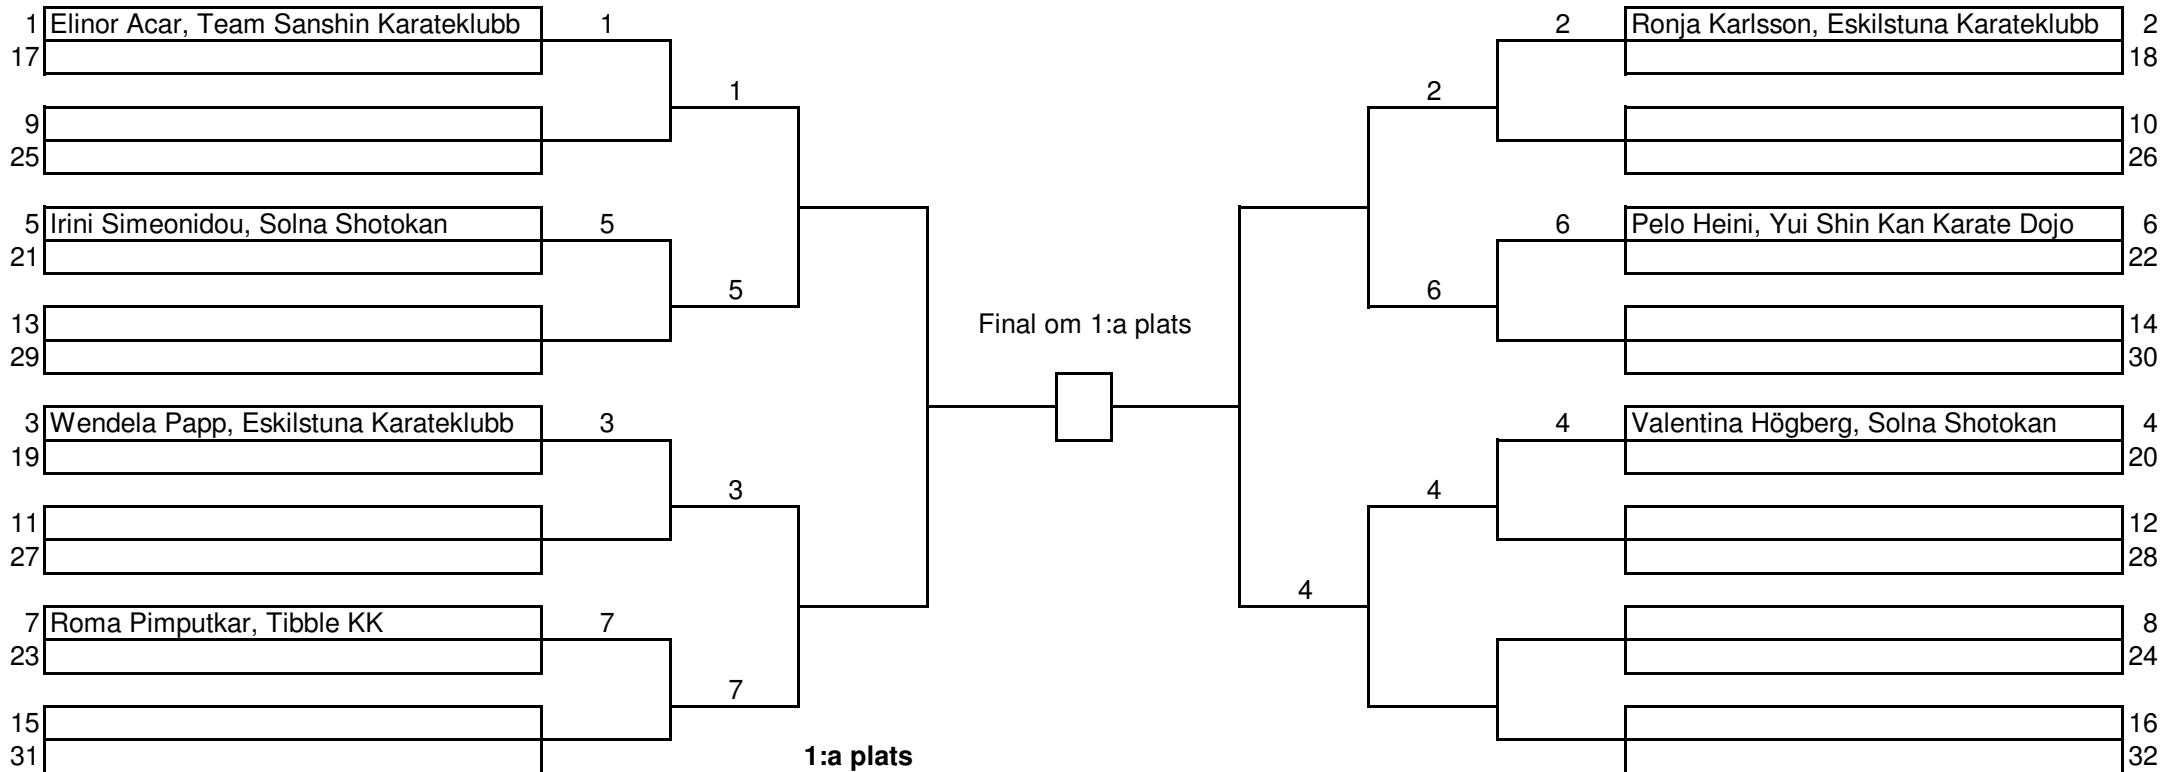 1 Elinor Acar, Team Sanshin Karateklubb 1 2 Ronja Karlsson, Eskilstuna Karateklubb 2
17 18
1 2
9 10
25 26
5 Irini Simeonidou, Solna Shotokan 5 6 Pelo Heini, Yui Shin Kan Karate Dojo 6
21 22
5 6
13 Final om 1:a plats 14
29 30
3 Wendela Papp, Eskilstuna Karateklubb 3 4 Valentina Högberg, Solna Shotokan 4
19 20
3 4
11 12
27 28
4
7 Roma Pimputkar, Tibble KK 7 8
23 24
7
15 16
31 1:a plats 32